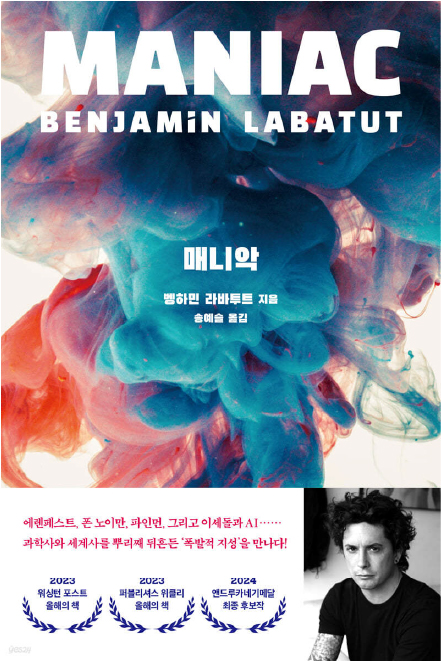 MANIAC
BENJAMiN LABATUT
매니악
벵하민 라바투트 지음
송예슬 옮김
에렌페스트, 폰 노이만, 파인먼, 그리고 이세돌과 AI……
과학사와 세계사를 뿌리째 뒤흔든 ‘폭발적 지성’을 만나다!
2023
워싱턴 포스트
올해의 책
2023
퍼블리셔스 위클리
올해의 책
2024
앤드루카네기메달
최종 후보작